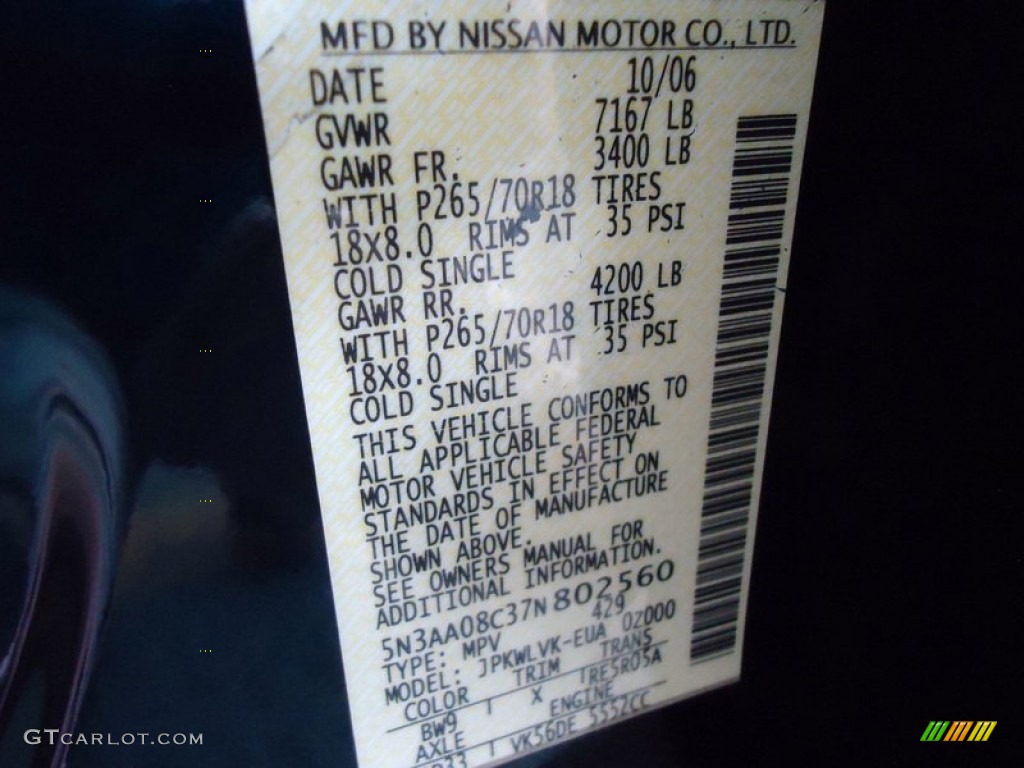 MFD BY NISSAN MOTOR CO., LTD.
DATE 10/06
GVWR 7167 LB
GAWR FR. 3400 LB
WITH P265/70R18 TIRES
18X8.0 RIMS AT 35 PSI
COLD SINGLE
GAWR RR. 4200 LB
WITH P265/70R18 TIRES
18X8.0 RIMS AT 35 PSI
COLD SINGLE
THIS VEHICLE CONFORMS TO
ALL APPLICABLE FEDERAL
MOTOR VEHICLE SAFETY
STANDARDS IN EFFECT ON
THE DATE OF MANUFACTURE
SHOWN ABOVE.
SEE OWNERS MANUAL FOR
ADDITIONAL INFORMATION.
5N3AA08C37N802560
TYPE: MPV 429
MODEL: JPKWLVK-EUA OZ000
COLOR TRIM TRANS
BW9 X TRE5R05A
AXLE ENGINE
VK56DE 5552CC
GTCARLOT.COM